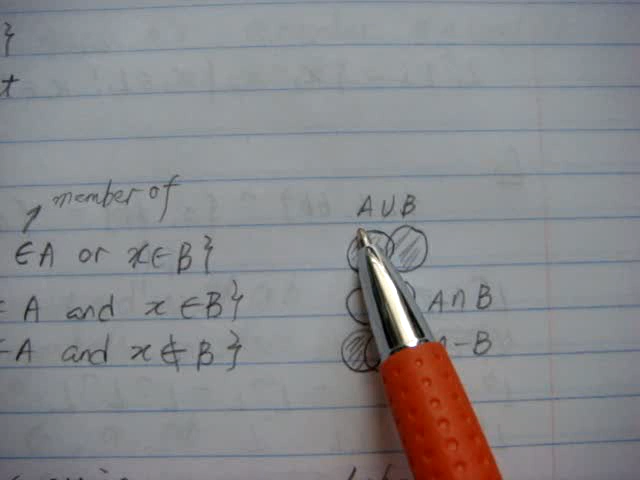 }
member of
A∪B
∈A or x∈B}
∈ A and x ∈B}
A∩B
∈A and x∉B}
-B